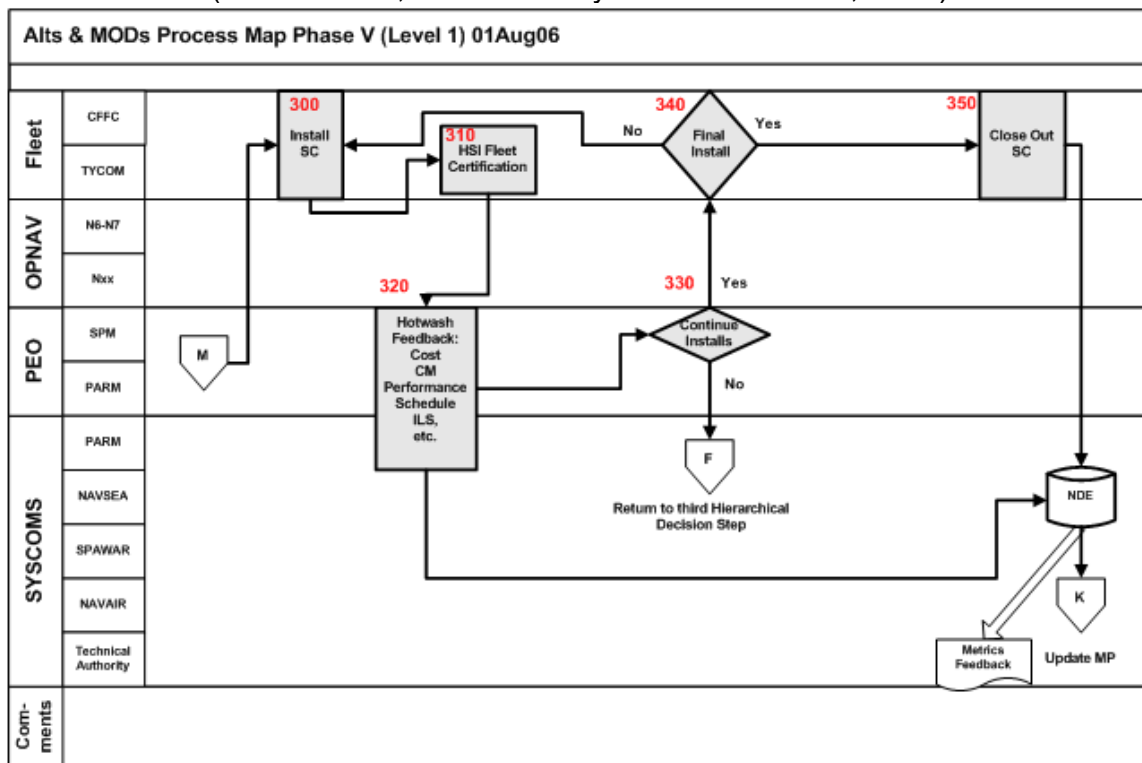 Alts & MODs Process Map Phase V (Level 1) 01Aug06
Fleet
CFFC
TYCOM
300
Install
SC
310
HSI Fleet
Certification
340
Final
Install
No
Yes
350
Close Out
SC
OPNAV
N6-N7
Nxx
320
330
Yes
PEO
SPM
PARM
M
Hotwash
Feedback:
Cost
CM
Performance
Schedule
ILS,
etc.
Continue
Installs
No
SYSCOMS
PARM
NAVSEA
SPAWAR
NAVAIR
Technical
Authority
F
Return to third Hierarchical
Decision Step
NDE
K
Metrics
Feedback
Update MP
Com-
ments